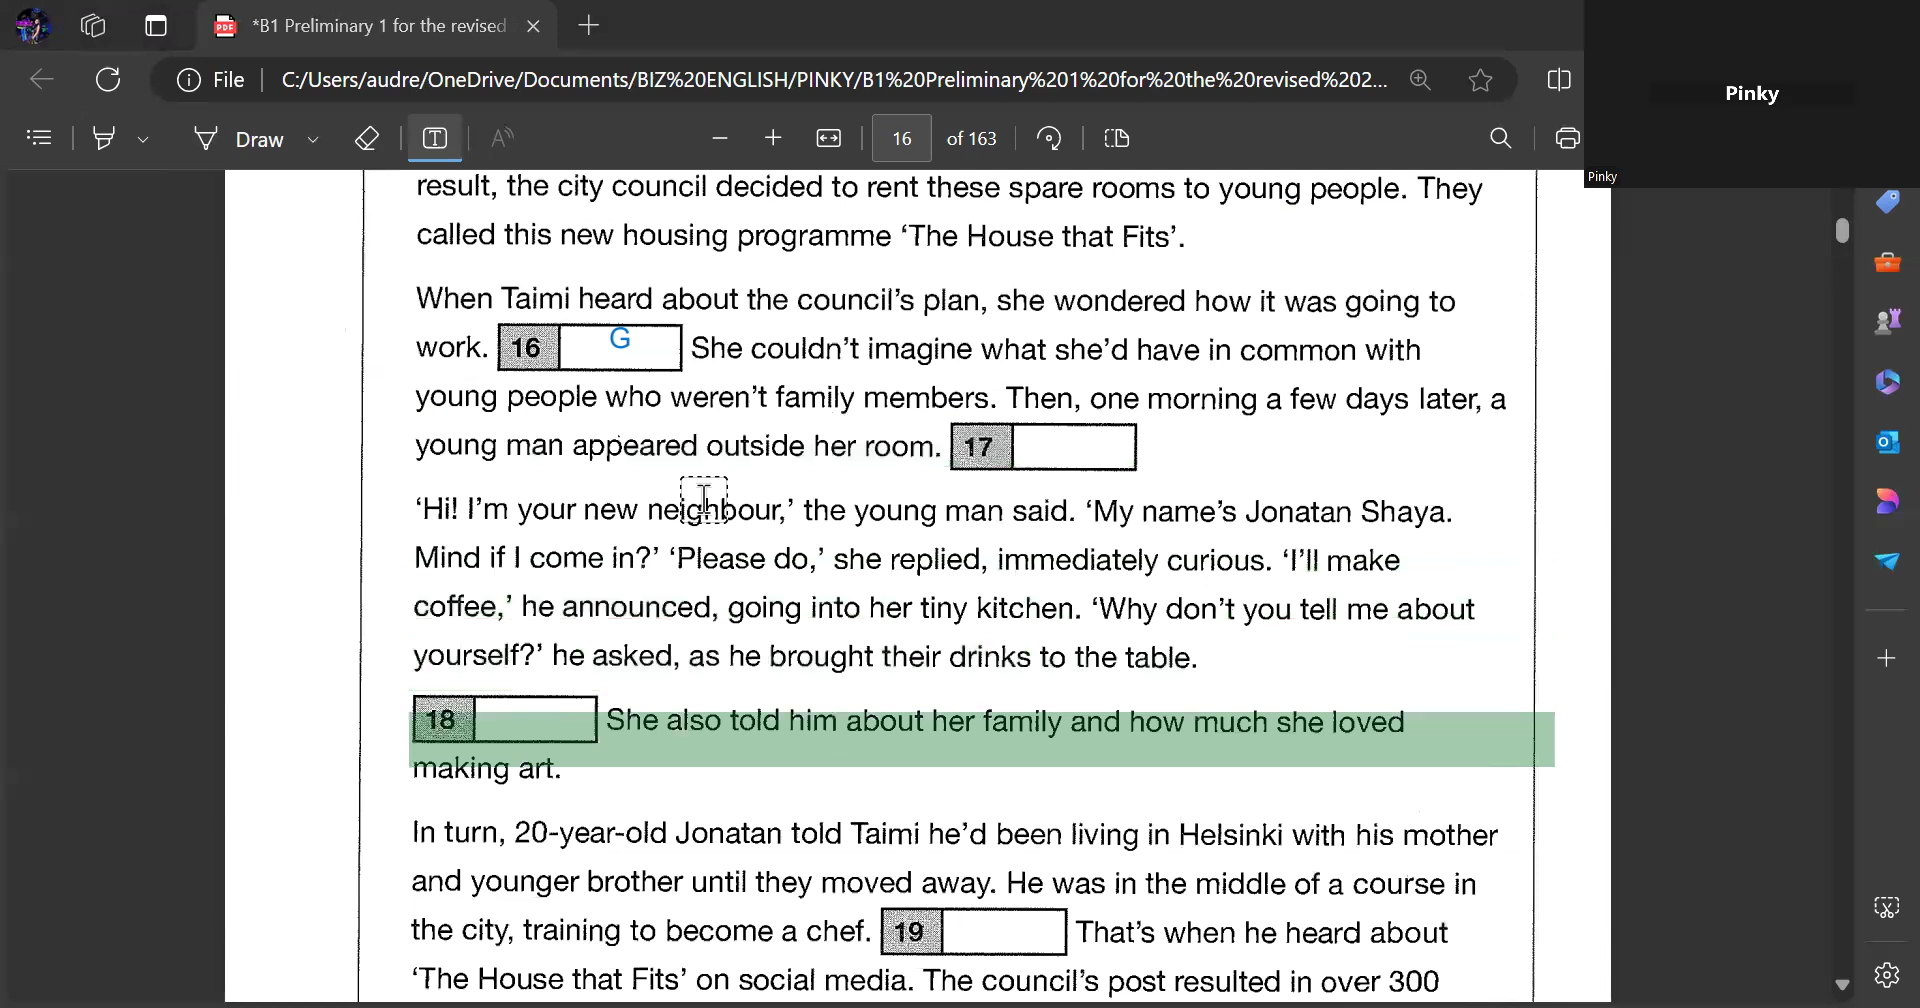 *B1 Preliminary 1 for the revised
File
C:/Users/audre/OneDrive/Documents/BIZ%20ENGLISH/PINKY/B1%20Preliminary%201%20for%20the%20revised%202...
Draw
16 of 163
Pinky
Pinky
result, the city council decided to rent these spare rooms to young people. They
called this new housing programme ‘The House that Fits’.
When Taimi heard about the council’s plan, she wondered how it was going to
work. 16 G She couldn’t imagine what she’d have in common with
young people who weren’t family members. Then, one morning a few days later, a
young man appeared outside her room. 17
‘Hi! I’m your new neighbour,’ the young man said. ‘My name’s Jonatan Shaya.
Mind if I come in?’ ‘Please do,’ she replied, immediately curious. ‘I’ll make
coffee,’ he announced, going into her tiny kitchen. ‘Why don’t you tell me about
yourself?’ he asked, as he brought their drinks to the table.
18 She also told him about her family and how much she loved
making art.
In turn, 20-year-old Jonatan told Taimi he’d been living in Helsinki with his mother
and younger brother until they moved away. He was in the middle of a course in
the city, training to become a chef. 19 That’s when he heard about
‘The House that Fits’ on social media. The council’s post resulted in over 300